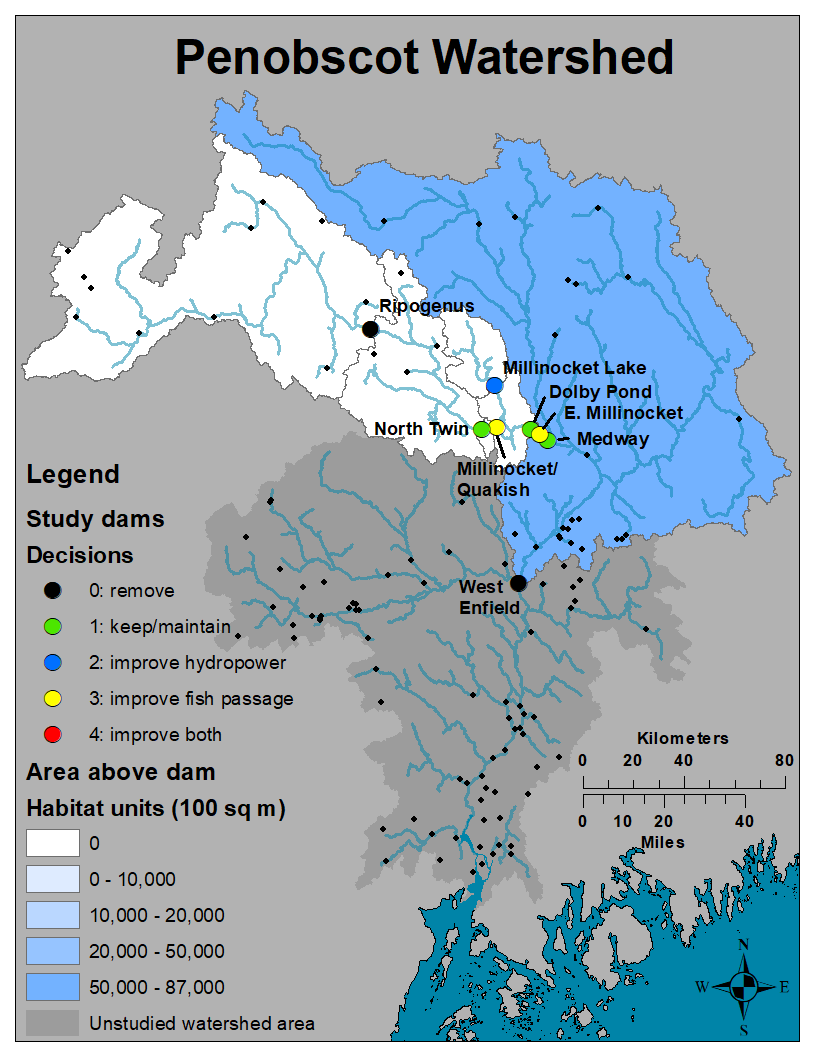 Penobscot Watershed
Ripogenus
Millinocket Lake
Dolby Pond
E. Millinocket
North Twin
Medway
Millinocket/
Quakish
West
Enfield
Legend
Study dams
Decisions
0: remove
1: keep/maintain
2: improve hydropower
3: improve fish passage
4: improve both
Area above dam
Habitat units (100 sq m)
0
0 - 10,000
10,000 - 20,000
20,000 - 50,000
50,000 - 87,000
Unstudied watershed area
Kilometers
0 20 40 80
0 10 20 40
Miles
N
W E
S